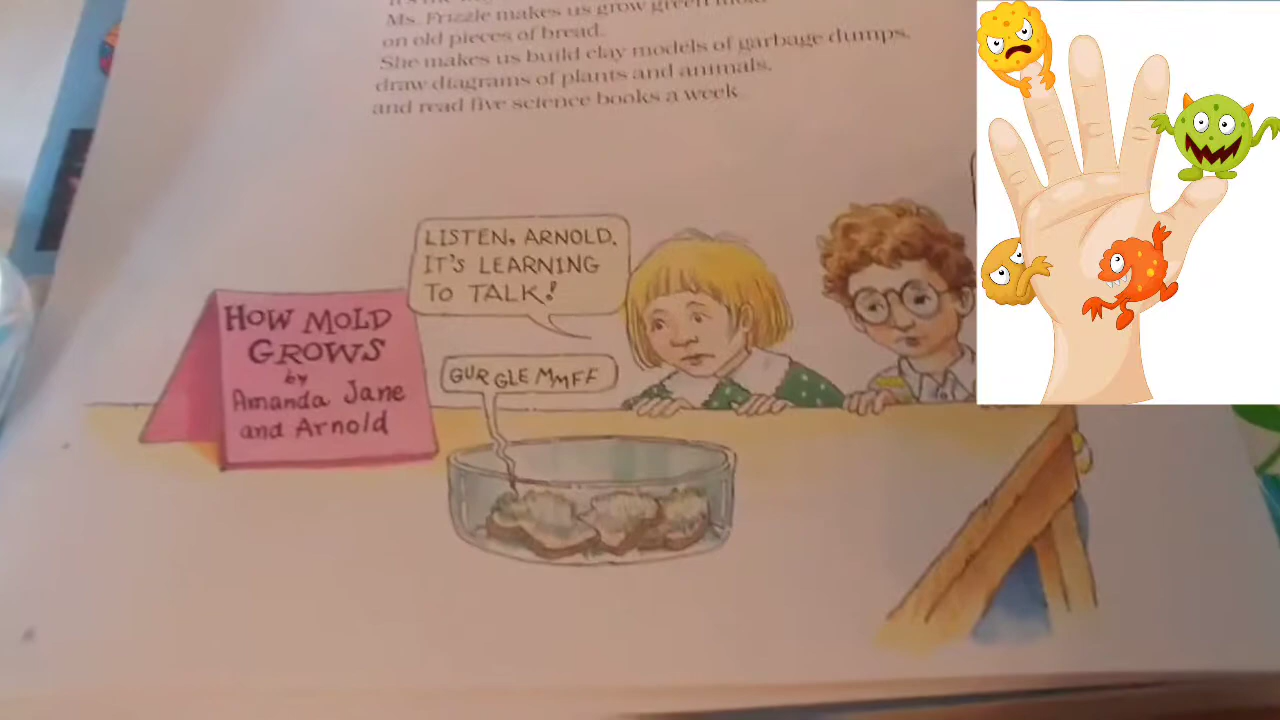 Ms. Frizzle makes us grow green mold
on old pieces of bread.
She makes us build clay models of garbage dumps,
draw diagrams of plants and animals,
and read five science books a week.
LISTEN, ARNOLD.
IT'S LEARNING
TO TALK!
HOW MOLD
GROWS
by
Amanda Jane
and Arnold
GURGLE MMFF